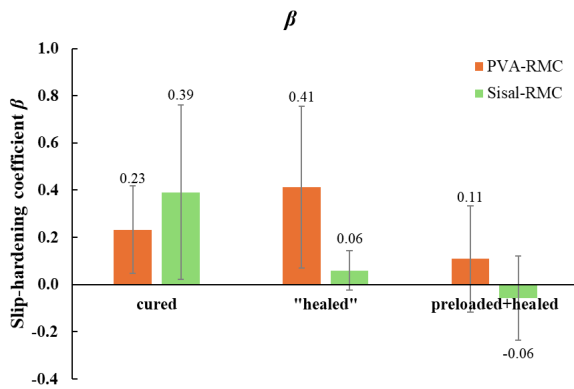 β
Slip-hardening coefficient β
1.0
0.8
0.6
0.4
0.2
0.0
-0.2
-0.4
PVA-RMC
Sisal-RMC
0.23
0.39
0.41
0.06
0.11
-0.06
cured
"healed"
preloaded+healed